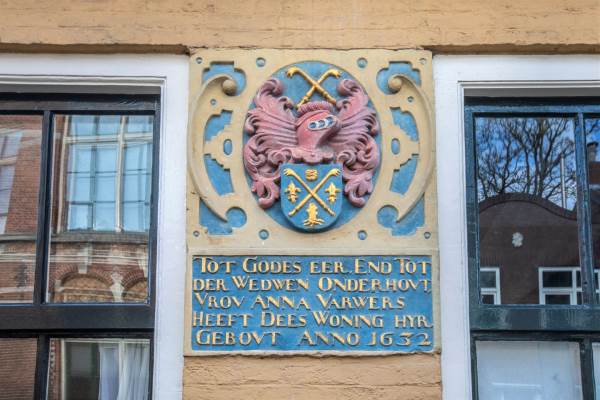 TOT GODES EER. END TOT
DER WEDWEN ONDERHOVT,
VROV ANNA VARWERS
HEEFT DEES WONING HYR.
GEBOVT ANNO 1632